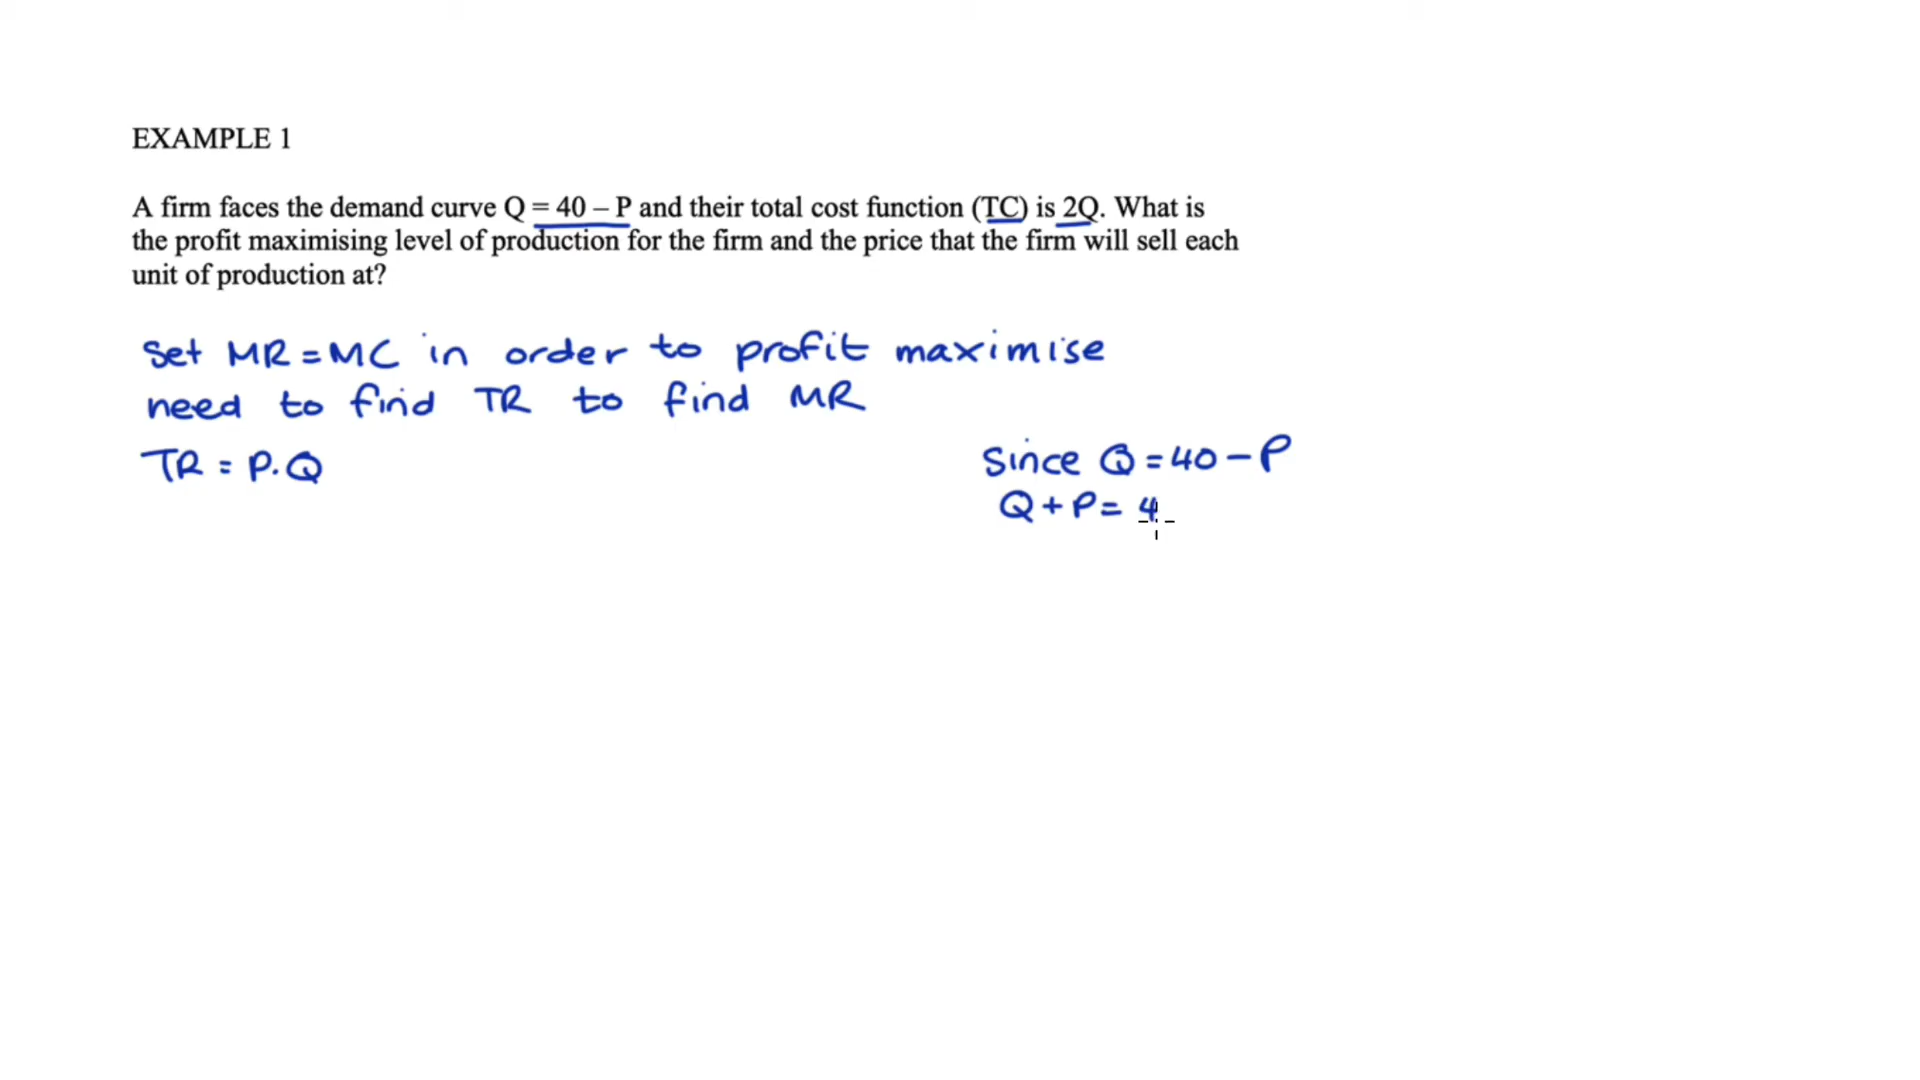 EXAMPLE 1
A firm faces the demand curve Q = 40 – P and their total cost function (TC) is 2Q. What is
the profit maximising level of production for the firm and the price that the firm will sell each
unit of production at?
Set MR = MC in order to profit maximise
need to find TR to find MR
TR = P.Q
Since Q = 40 - P
Q + P = 4